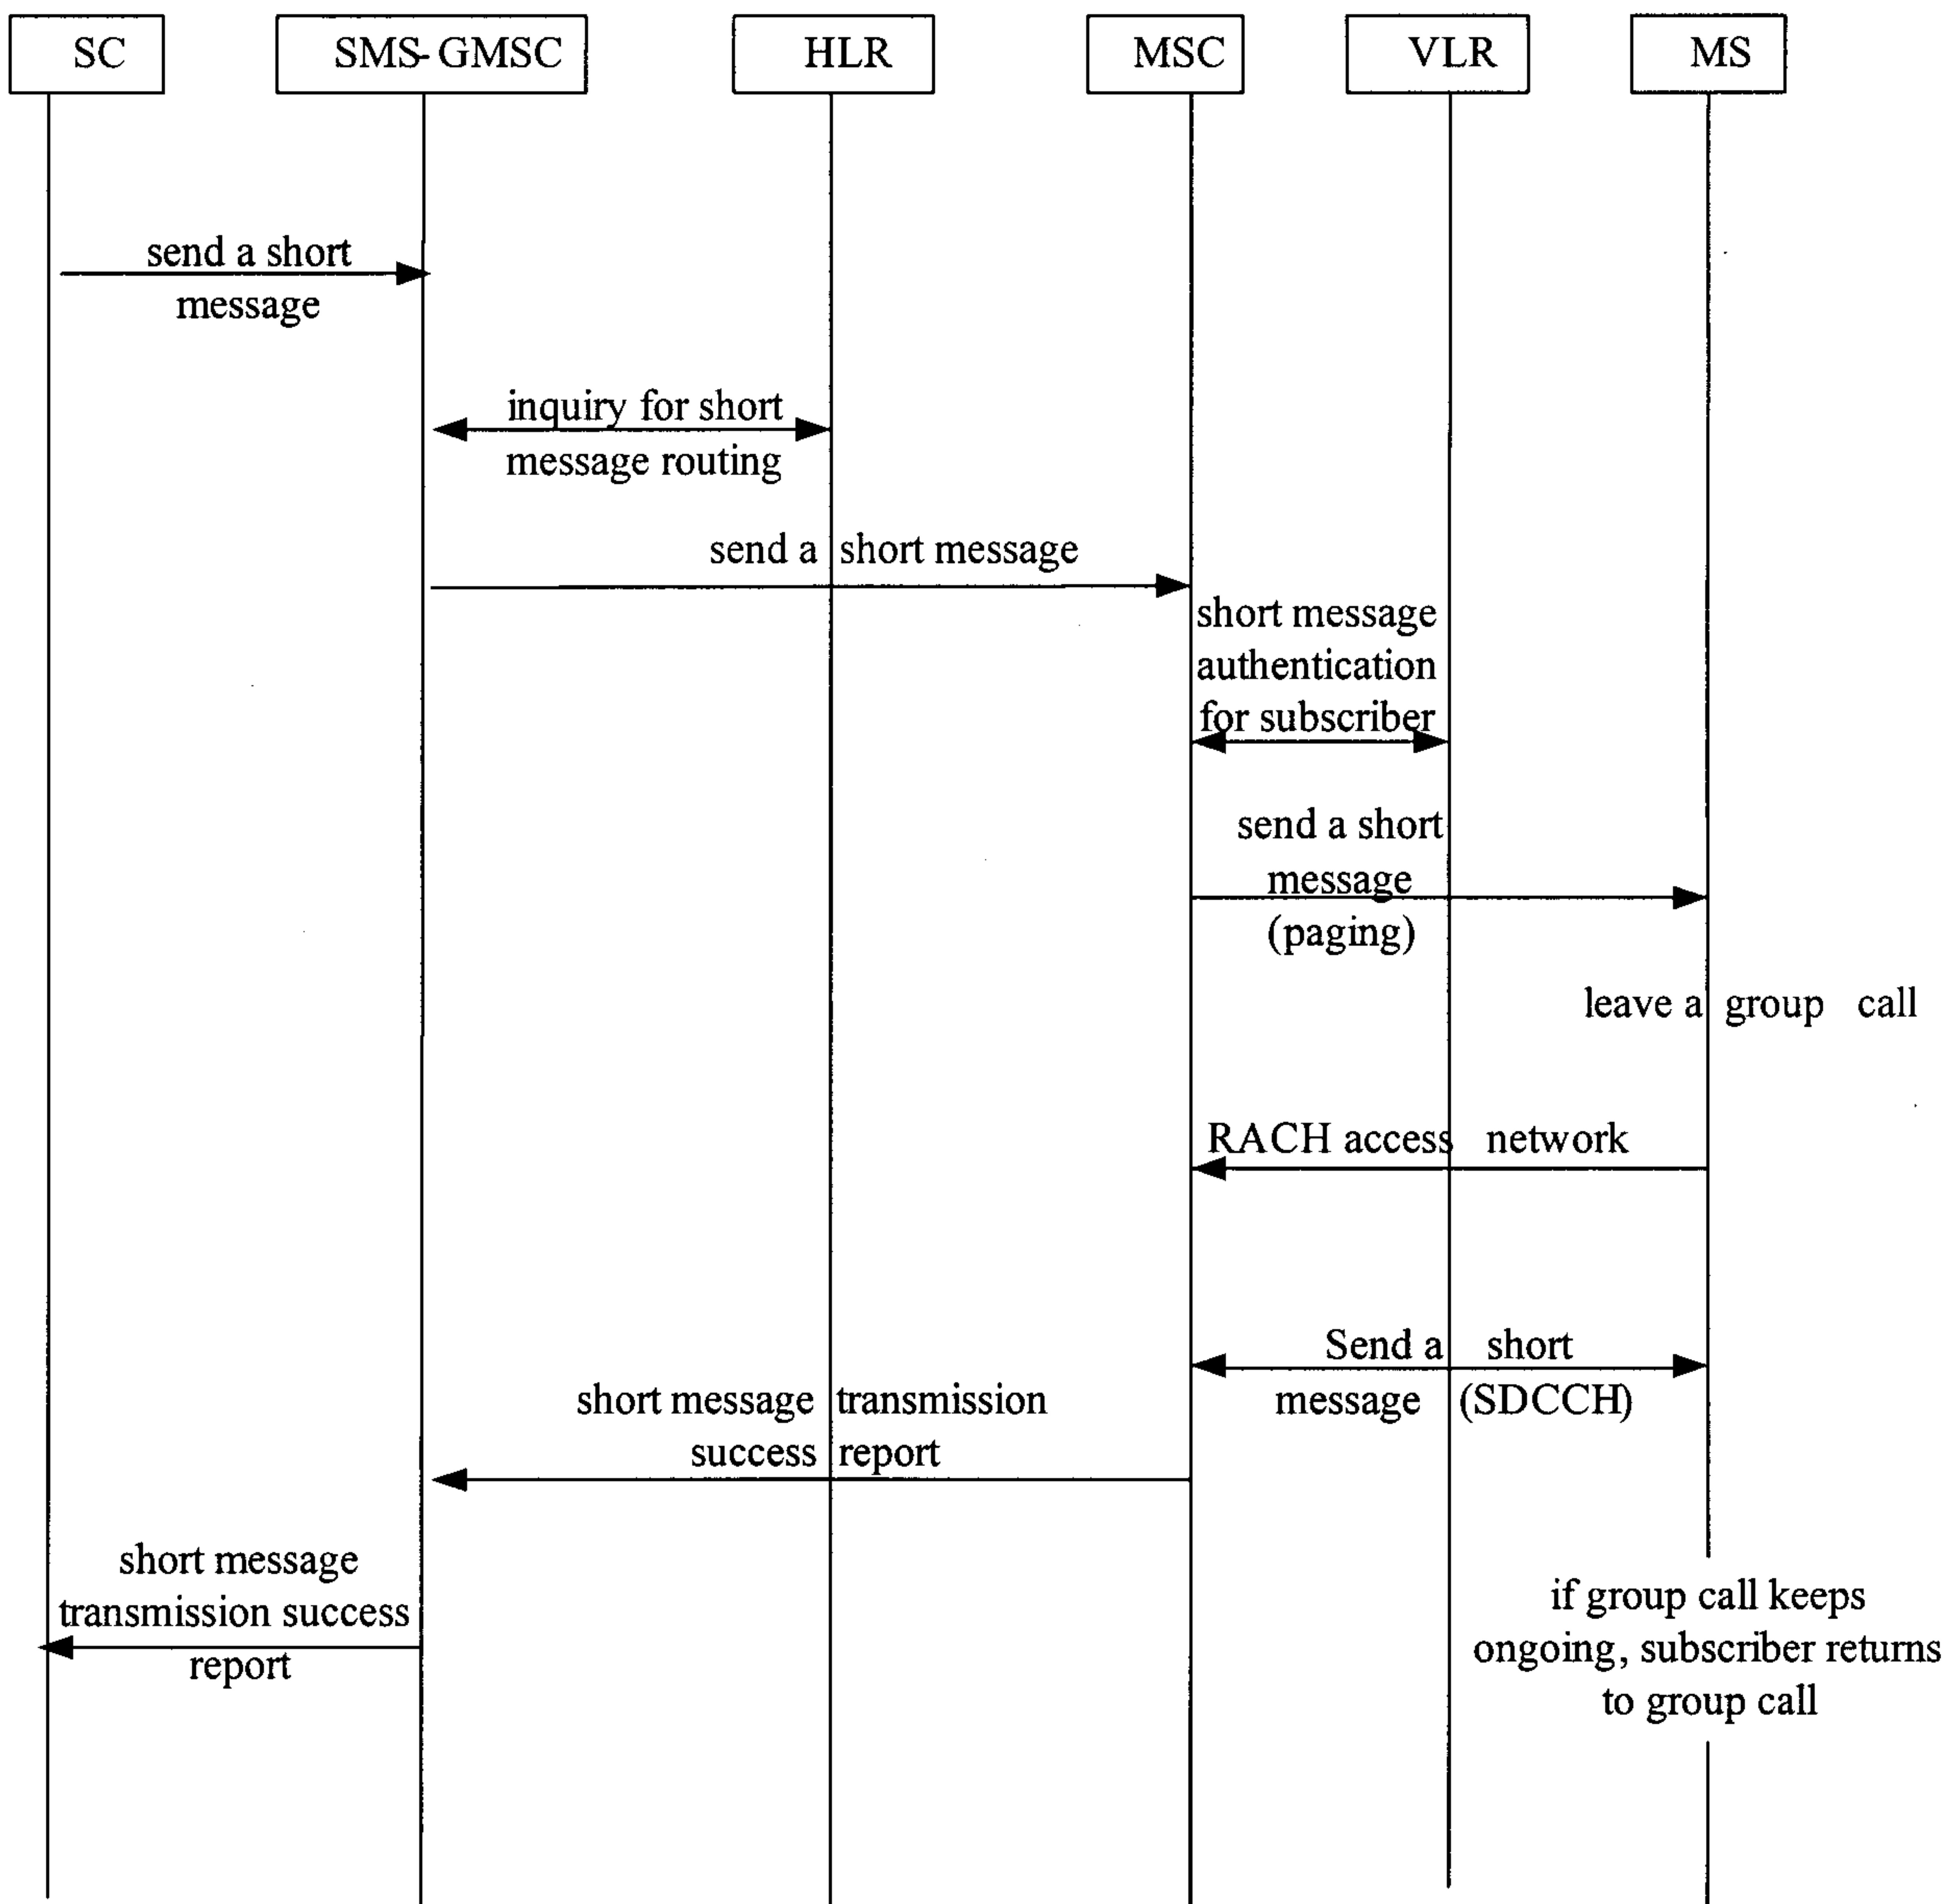 SC
SMS-GMSC
HLR
MSC
VLR
MS
send a short
message
inquiry for short
message routing
send a short message
short message
authentication
for subscriber
send a short
message
(paging)
leave a group call
RACH access network
Send a short
message (SDCCH)
short message transmission
success report
short message
transmission success
report
if group call keeps
ongoing, subscriber returns
to group call